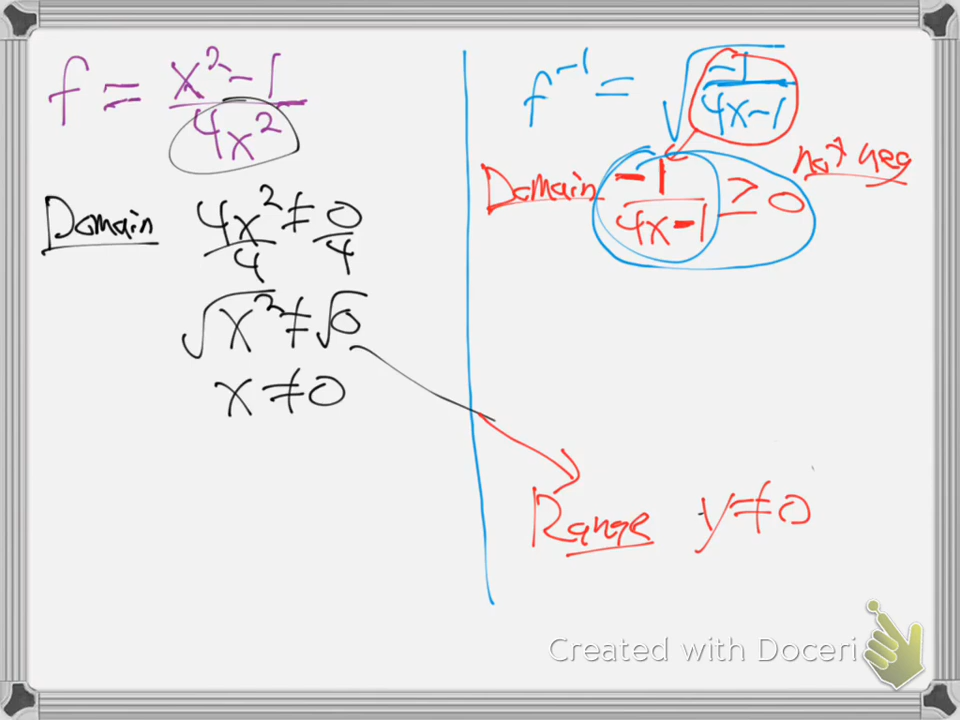 f = x² - 1 / 4x²
Domain 4x² ≠ 0
4 4
√x² ≠ √0
x ≠ 0
f⁻¹ = √(-1 / 4x-1)
Domain -1 / 4x-1 ≥ 0 not neg
Range y ≠ 0
Created with Doceri